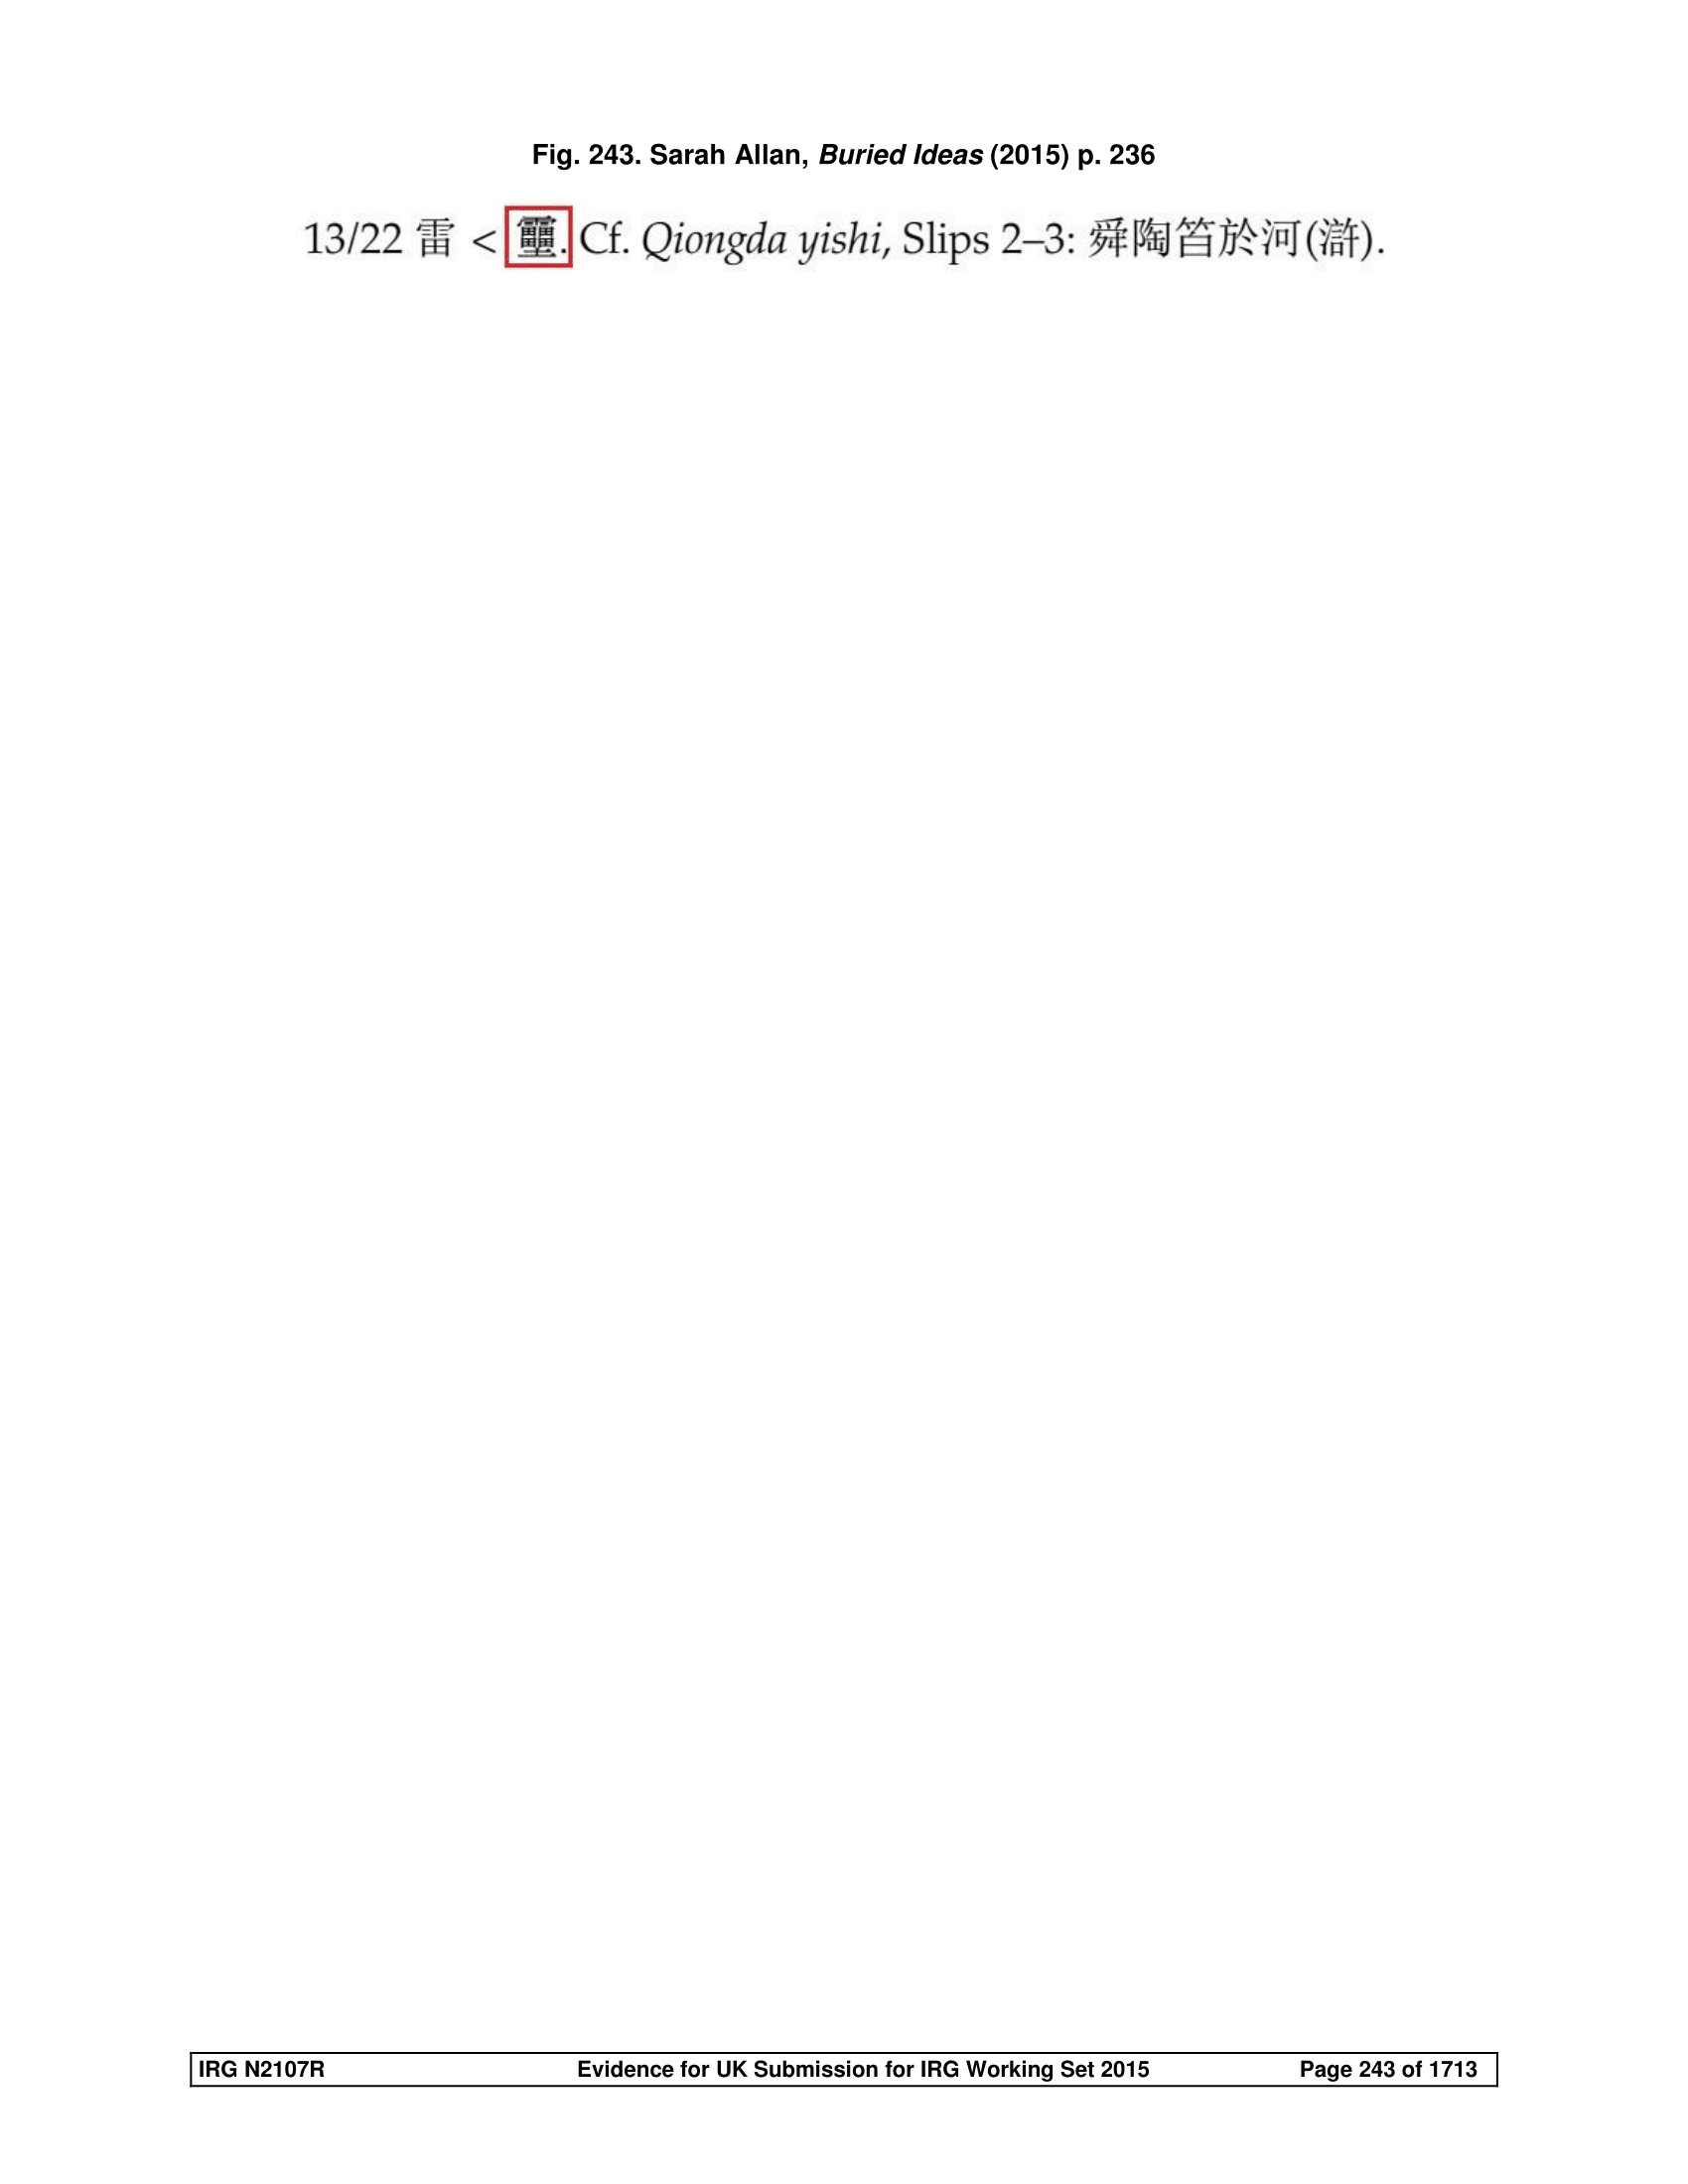 Fig. 243. Sarah Allan, Buried Ideas (2015) p. 236
13/22 雷 < . Cf. Qiongda yishi, Slips 2–3: 舜陶笞於河(滸).
IRG N2107R Evidence for UK Submission for IRG Working Set 2015 Page 243 of 1713